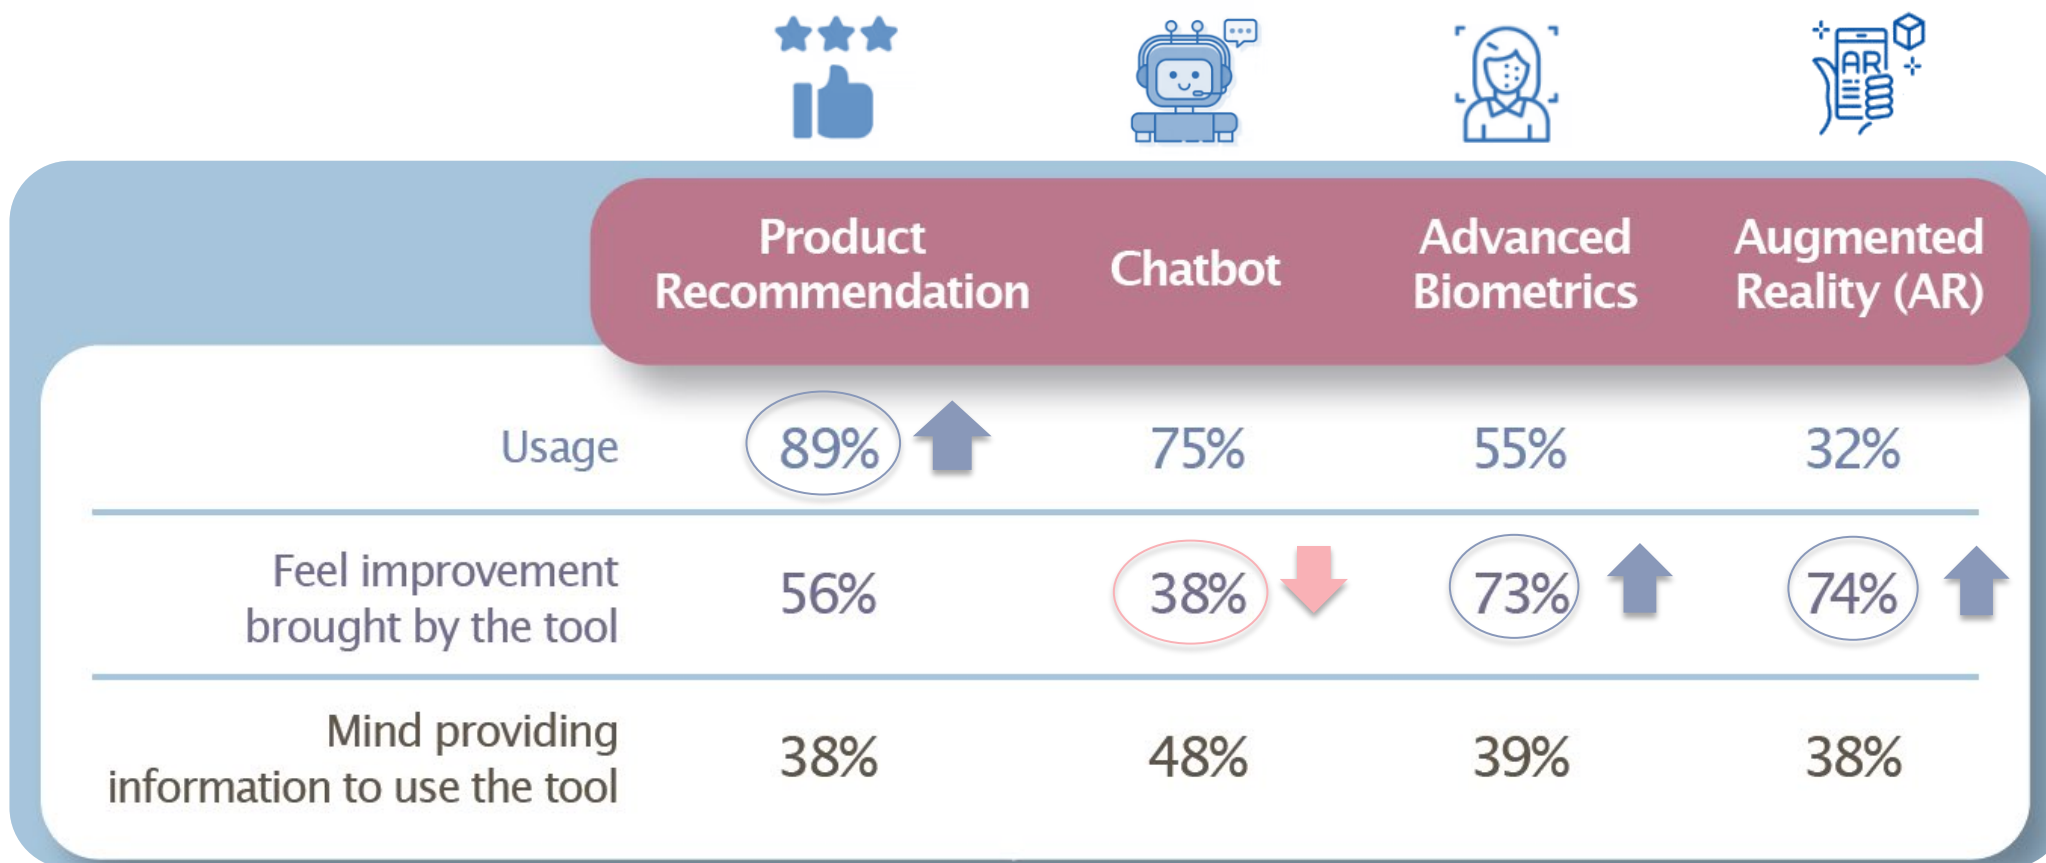 AR
Product
Recommendation
Chatbot
Advanced
Biometrics
Augmented
Reality (AR)
Usage
89%
75%
55%
32%
Feel improvement
brought by the tool
56%
38%
73%
74%
Mind providing
information to use the tool
38%
48%
39%
38%